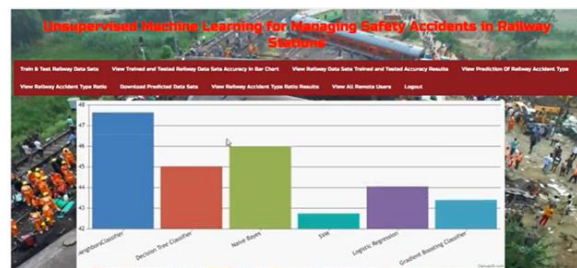 Unsupervised Machine Learning for Managing Safety Accidents in Railway
Stations
Train & Test Railway Data Sets View Trained and Tested Railway Data Sets Accuracy in Bar Chart View Railway Data Sets Trained and Tested Accuracy Results View Prediction Of Railway Accident Type
View Railway Accident Type Ratio Download Predicted Data Sets View Railway Accident Type Ratio Results View All Remote Users Logout
48
47
46
45
44
43
42
eighborsClassifier
Decision Tree Classifier
Naive Bayes
SVM
Logistic Regression
Gradient Boosting Classifier